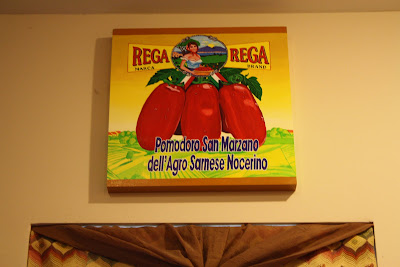 REGA REGA
MARCA BRAND
Pomodoro San Marzano
dell'Agro Sarnese Nocerino